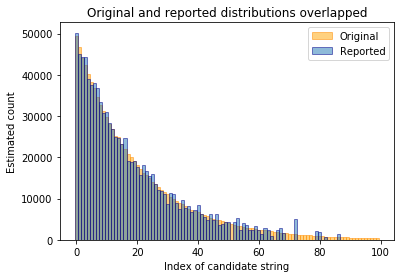 Original and reported distributions overlapped
Original
Reported
50000
40000
30000
20000
10000
0
Estimated count
0 20 40 60 80 100
Index of candidate string